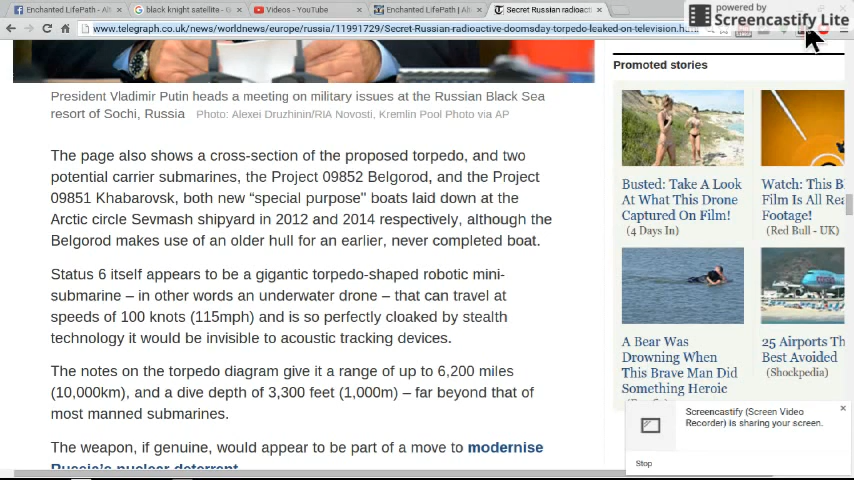 Enchanted LifePath - Al
black knight satellite - G
Videos - YouTube
Enchanted LifePath | Al
Secret Russian radioact
powered by
Screencastify Lite
www.telegraph.co.uk/news/worldnews/europe/russia/11991729/Secret-Russian-radioactive-doomsday-torpedo-leaked-on-television.
President Vladimir Putin heads a meeting on military issues at the Russian Black Sea
resort of Sochi, Russia Photo: Alexei Druzhinin/RIA Novosti, Kremlin Pool Photo via AP
The page also shows a cross-section of the proposed torpedo, and two
potential carrier submarines, the Project 09852 Belgorod, and the Project
09851 Khabarovsk, both new “special purpose" boats laid down at the
Arctic circle Sevmash shipyard in 2012 and 2014 respectively, although the
Belgorod makes use of an older hull for an earlier, never completed boat.
Status 6 itself appears to be a gigantic torpedo-shaped robotic mini-
submarine – in other words an underwater drone – that can travel at
speeds of 100 knots (115mph) and is so perfectly cloaked by stealth
technology it would be invisible to acoustic tracking devices.
The notes on the torpedo diagram give it a range of up to 6,200 miles
(10,000km), and a dive depth of 3,300 feet (1,000m) – far beyond that of
most manned submarines.
The weapon, if genuine, would appear to be part of a move to modernise
Russia's nuclear deterrent
Promoted stories
Busted: Take A Look
At What This Drone
Captured On Film!
(4 Days In)
Watch: This B
Film Is All Rea
Footage!
(Red Bull - UK)
A Bear Was
Drowning When
This Brave Man Did
Something Heroic
25 Airports Th
Best Avoided
(Shockpedia)
Screencastify (Screen Video
Recorder) is sharing your screen.
Stop